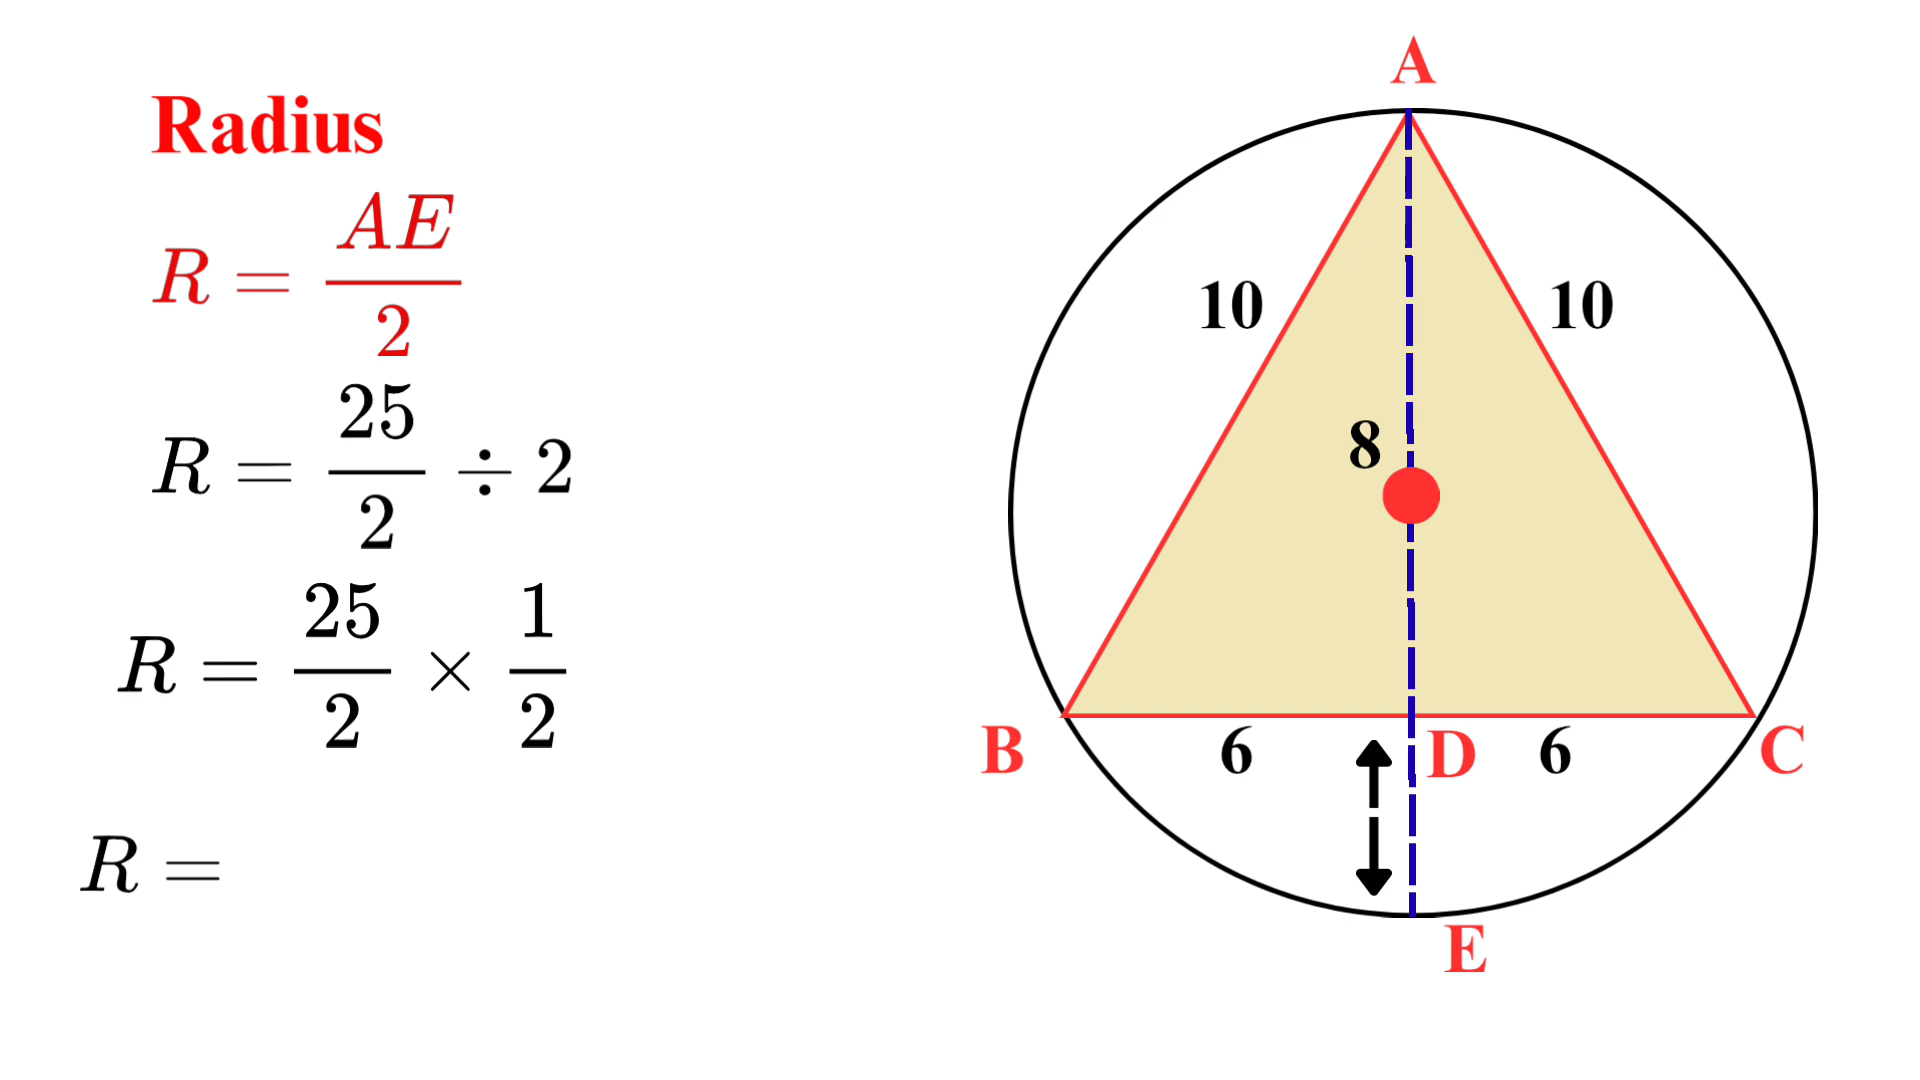 Radius
R = AE/2
R = 25/2 ÷ 2
R = 25/2 × 1/2
R =
A
10 10
8
B 6 D 6 C
E